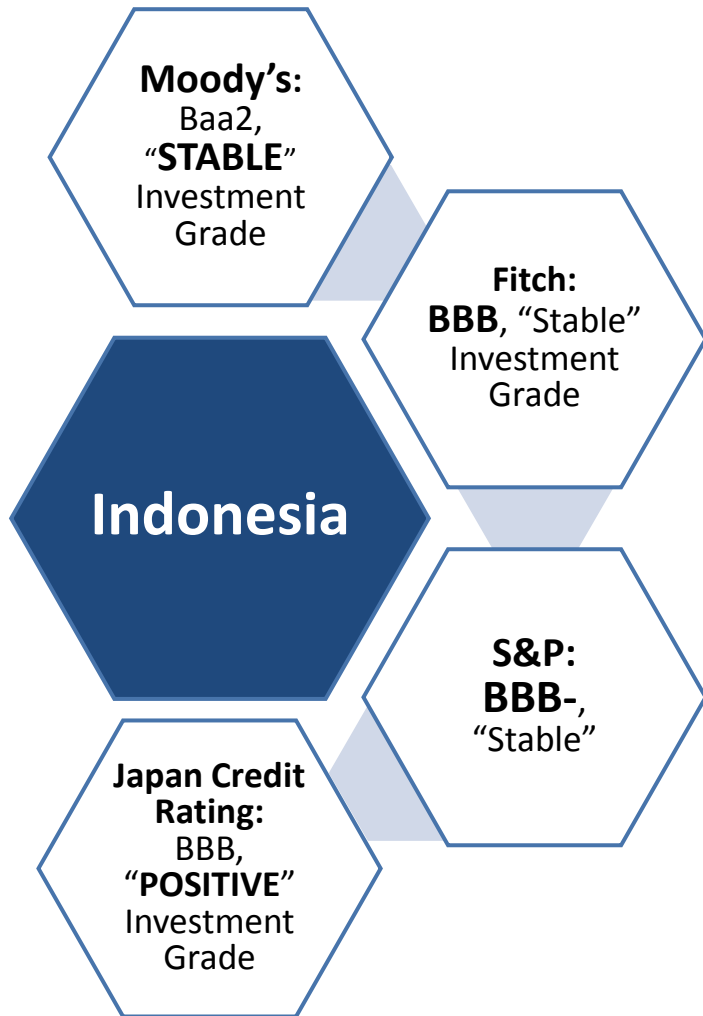 Moody’s:
Baa2,
“STABLE”
Investment
Grade
Fitch:
BBB, “Stable”
Investment
Grade
Indonesia
S&P:
BBB-,
“Stable”
Japan Credit
Rating:
BBB,
“POSITIVE”
Investment
Grade